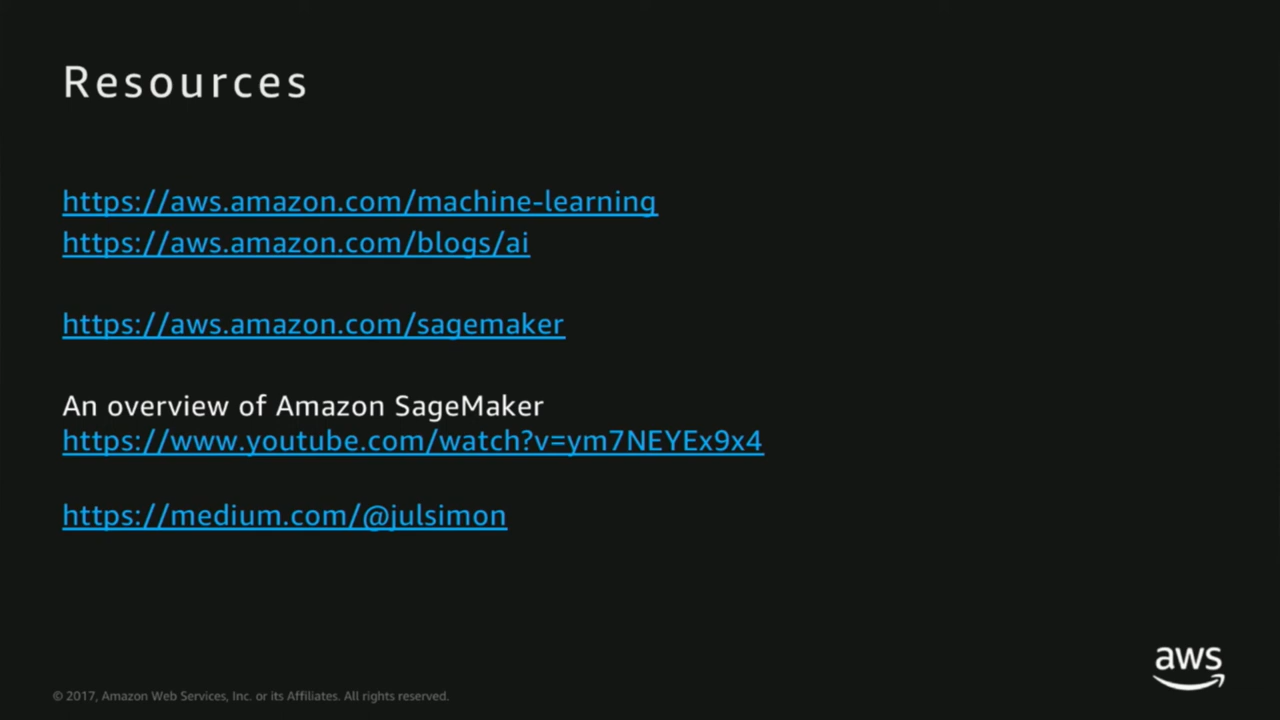 Resources
https://aws.amazon.com/machine-learning
https://aws.amazon.com/blogs/ai
https://aws.amazon.com/sagemaker
An overview of Amazon SageMaker
https://www.youtube.com/watch?v=ym7NEYEx9x4
https://medium.com/@julsimon
aws
© 2017, Amazon Web Services, Inc. or its Affiliates. All rights reserved.